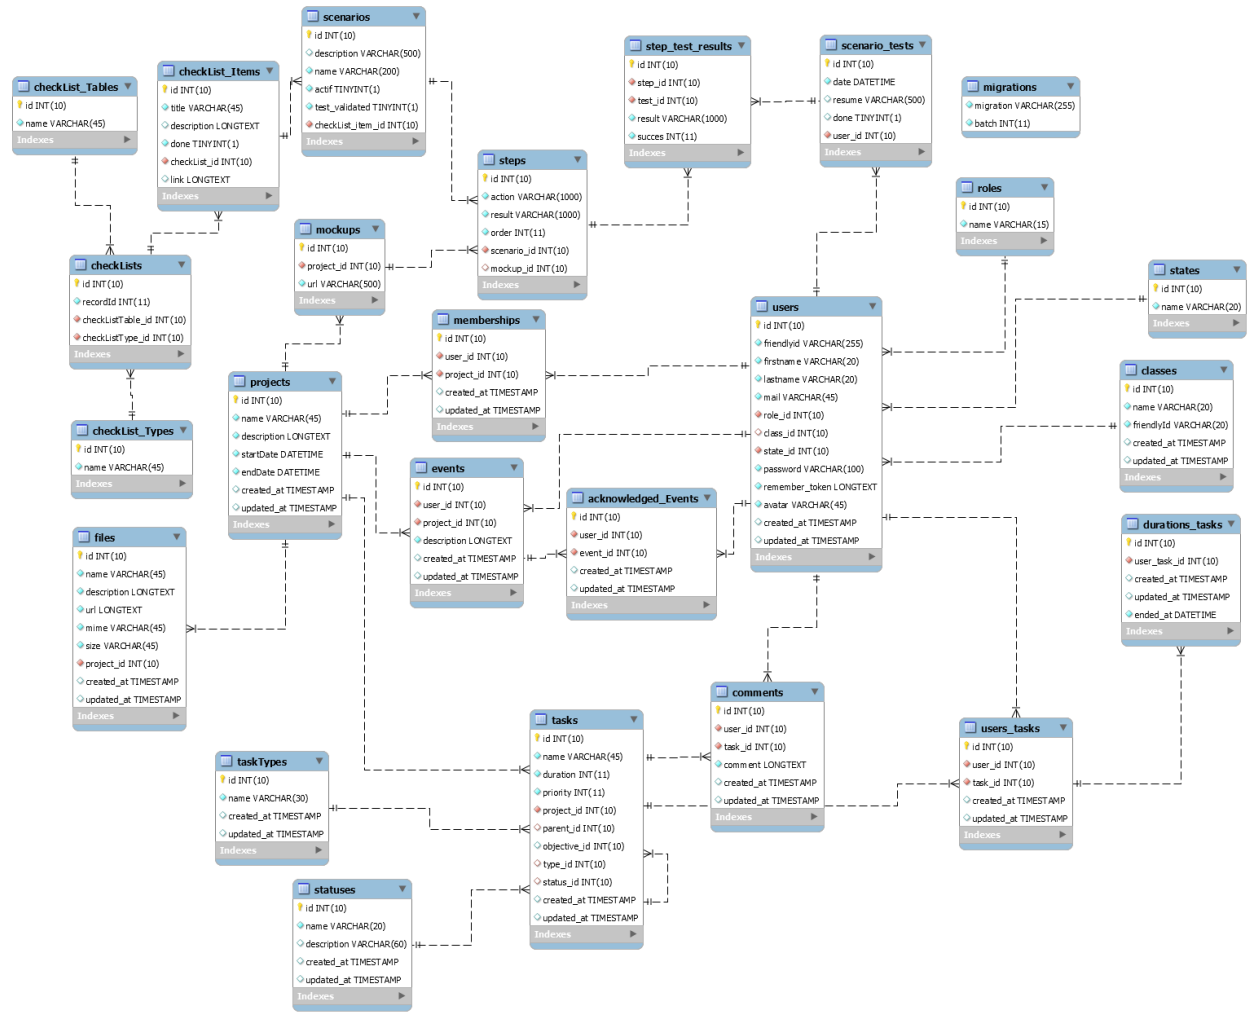 scenarios
id INT(10)
description VARCHAR(500)
name VARCHAR(200)
actif TINYINT(1)
test_validated TINYINT(1)
checkList_item_id INT(10)
Indexes
step_test_results
id INT(10)
step_id INT(10)
test_id INT(10)
result VARCHAR(1000)
succes INT(11)
Indexes
scenario_tests
id INT(10)
date DATETIME
resume VARCHAR(500)
done TINYINT(1)
user_id INT(10)
Indexes
checkList_Items
id INT(10)
title VARCHAR(45)
description LONGTEXT
done TINYINT(1)
checkList_id INT(10)
link LONGTEXT
Indexes
checkList_Tables
id INT(10)
name VARCHAR(45)
Indexes
migrations
migration VARCHAR(255)
batch INT(11)
Indexes
steps
id INT(10)
action VARCHAR(1000)
result VARCHAR(1000)
order INT(11)
scenario_id INT(10)
mockup_id INT(10)
Indexes
roles
id INT(10)
name VARCHAR(15)
Indexes
mockups
id INT(10)
project_id INT(10)
url VARCHAR(500)
Indexes
checkLists
id INT(10)
recordId INT(11)
checkListTable_id INT(10)
checkListType_id INT(10)
Indexes
states
id INT(10)
name VARCHAR(20)
Indexes
users
id INT(10)
friendlyid VARCHAR(255)
firstname VARCHAR(20)
lastname VARCHAR(20)
mail VARCHAR(45)
role_id INT(10)
class_id INT(10)
state_id INT(10)
password VARCHAR(100)
remember_token LONGTEXT
avatar VARCHAR(45)
created_at TIMESTAMP
updated_at TIMESTAMP
Indexes
memberships
id INT(10)
user_id INT(10)
project_id INT(10)
created_at TIMESTAMP
updated_at TIMESTAMP
Indexes
classes
id INT(10)
name VARCHAR(20)
friendlyId VARCHAR(20)
created_at TIMESTAMP
updated_at TIMESTAMP
Indexes
projects
id INT(10)
name VARCHAR(45)
description LONGTEXT
startDate DATETIME
endDate DATETIME
created_at TIMESTAMP
updated_at TIMESTAMP
Indexes
checkList_Types
id INT(10)
name VARCHAR(45)
Indexes
events
id INT(10)
user_id INT(10)
project_id INT(10)
description LONGTEXT
created_at TIMESTAMP
updated_at TIMESTAMP
Indexes
acknowledged_Events
id INT(10)
user_id INT(10)
event_id INT(10)
created_at TIMESTAMP
updated_at TIMESTAMP
Indexes
durations_tasks
id INT(10)
user_task_id INT(10)
created_at TIMESTAMP
updated_at TIMESTAMP
ended_at DATETIME
Indexes
files
id INT(10)
name VARCHAR(45)
description LONGTEXT
url LONGTEXT
mime VARCHAR(45)
size VARCHAR(45)
project_id INT(10)
created_at TIMESTAMP
updated_at TIMESTAMP
Indexes
comments
id INT(10)
user_id INT(10)
task_id INT(10)
comment LONGTEXT
created_at TIMESTAMP
updated_at TIMESTAMP
Indexes
tasks
id INT(10)
name VARCHAR(45)
duration INT(11)
priority INT(11)
project_id INT(10)
parent_id INT(10)
objective_id INT(10)
type_id INT(10)
status_id INT(10)
created_at TIMESTAMP
updated_at TIMESTAMP
Indexes
users_tasks
id INT(10)
user_id INT(10)
task_id INT(10)
created_at TIMESTAMP
updated_at TIMESTAMP
Indexes
taskTypes
id INT(10)
name VARCHAR(30)
created_at TIMESTAMP
updated_at TIMESTAMP
Indexes
statuses
id INT(10)
name VARCHAR(20)
description VARCHAR(60)
created_at TIMESTAMP
updated_at TIMESTAMP
Indexes